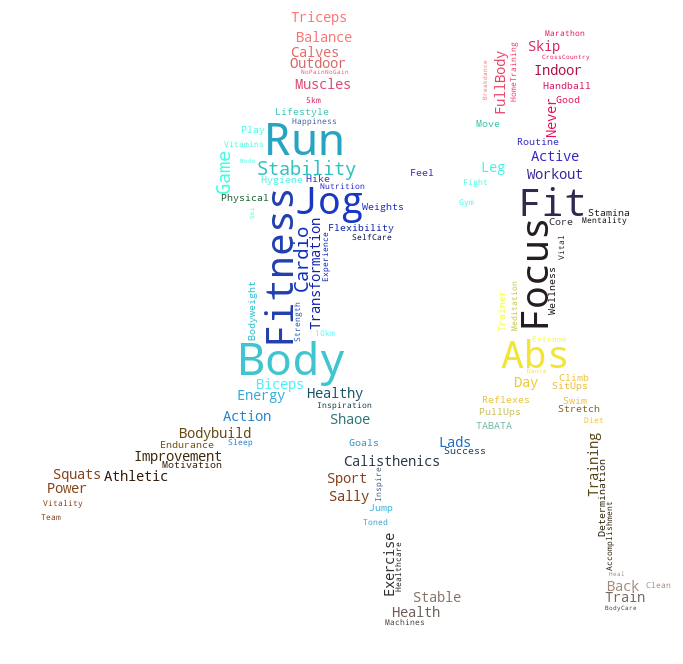 Triceps
Marathon
Balance
Skip
Calves
CrossCountry
Outdoor
NoPainNoGain
Breakdance
FullBody
HomeTraining
Indoor
Muscles
Handball
5km
Good
Never
Lifestyle
Happiness
Move
Play
Run
Routine
Vitamins
Active
Game
Stability
Leg
Workout
Hygiene
Hike
Feel
Nutrition
Fight
Physical
Jog
Weights
Gym
Fit
Stamina
Core
Mentality
Ski
Fitness
Cardio
Transformation
Experience
Flexibility
SelfCare
Focus
Vital
Wellness
Bodyweight
Strength
Trainer
Meditation
10km
Extense
Body
Abs
Dance
Biceps
Day
Climb
SitUps
Energy
Healthy
Reflexes
Swim
Inspiration
Stretch
Action
Shaoe
PullUps
Diet
TABATA
Bodybuild
Endurance
Sleep
Goals
Lads
Success
Training
Improvement
Motivation
Calisthenics
Squats
Athletic
Sport
Inspire
Determination
Power
Sally
Vitality
Jump
Accomplishment
Team
Toned
Exercise
Healthcare
Heal
Back
Clean
Stable
Train
Health
BodyCare
Machines